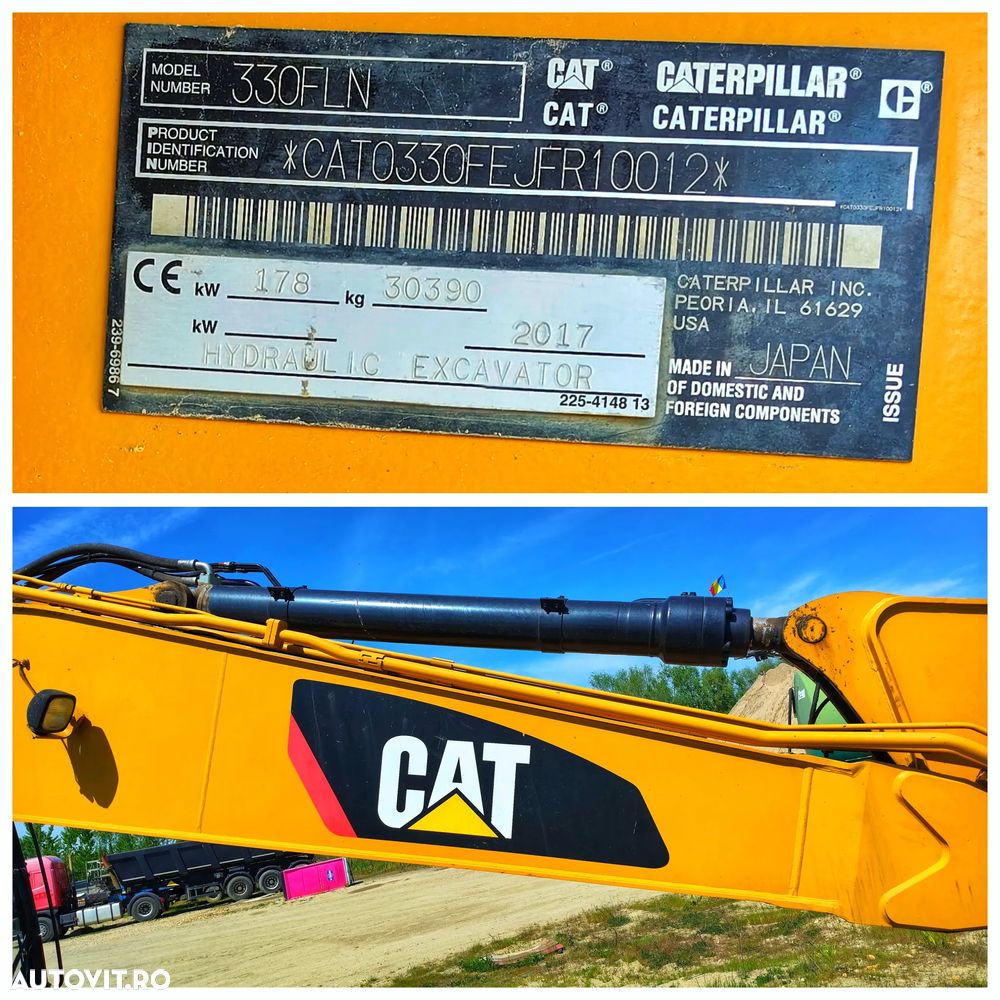 MODEL NUMBER 330FLN
CAT® CATERPILLAR® ®
CAT® CATERPILLAR®
PRODUCT IDENTIFICATION NUMBER *CAT0330FEJFR10012*
*CAT0330FEJFR10012*
CE kW 178 kg 30390
kW 2017
HYDRAULIC EXCAVATOR
225-4148 13
239-6986 7
CATERPILLAR INC.
PEORIA, IL 61629
USA
MADE IN JAPAN
OF DOMESTIC AND
FOREIGN COMPONENTS
ISSUE
CAT
AUTOVIT.RO